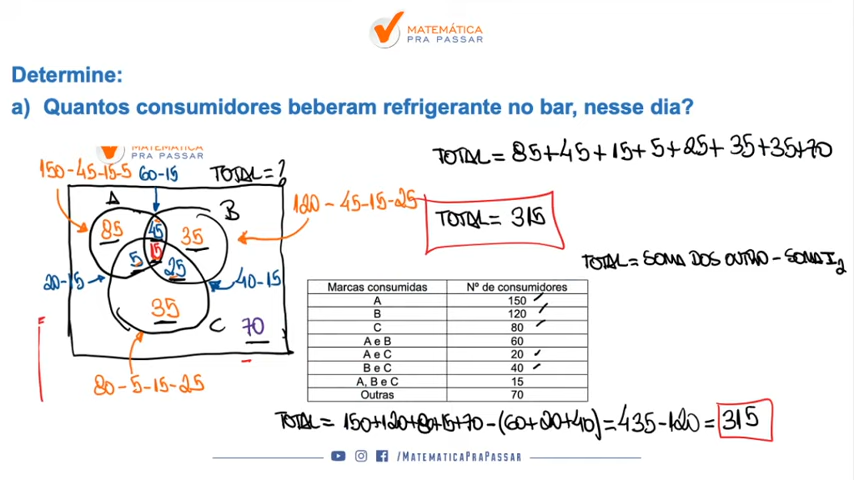 MATEMÁTICA
PRA PASSAR
Determine:
a) Quantos consumidores beberam refrigerante no bar, nesse dia?
MATEMÁTICA
PRA PASSAR
150-45-15-5
60-15
TOTAL = ?
TOTAL = 85+45+15+5+25+35+35+70
A
B
120-45-15-25
85
45
35
15
5
25
20-15
40-15
35
C
70
80-5-15-25
TOTAL = 315
TOTAL = SOMA DOS OUTRO - SOMA I2
Marcas consumidas Nº de consumidores
A 150
B 120
C 80
A e B 60
A e C 20
B e C 40
A, B e C 15
Outras 70
TOTAL = 150+120+80+15+70-(60+20+40)=435-120=315
/MATEMATICAPRAPASSAR